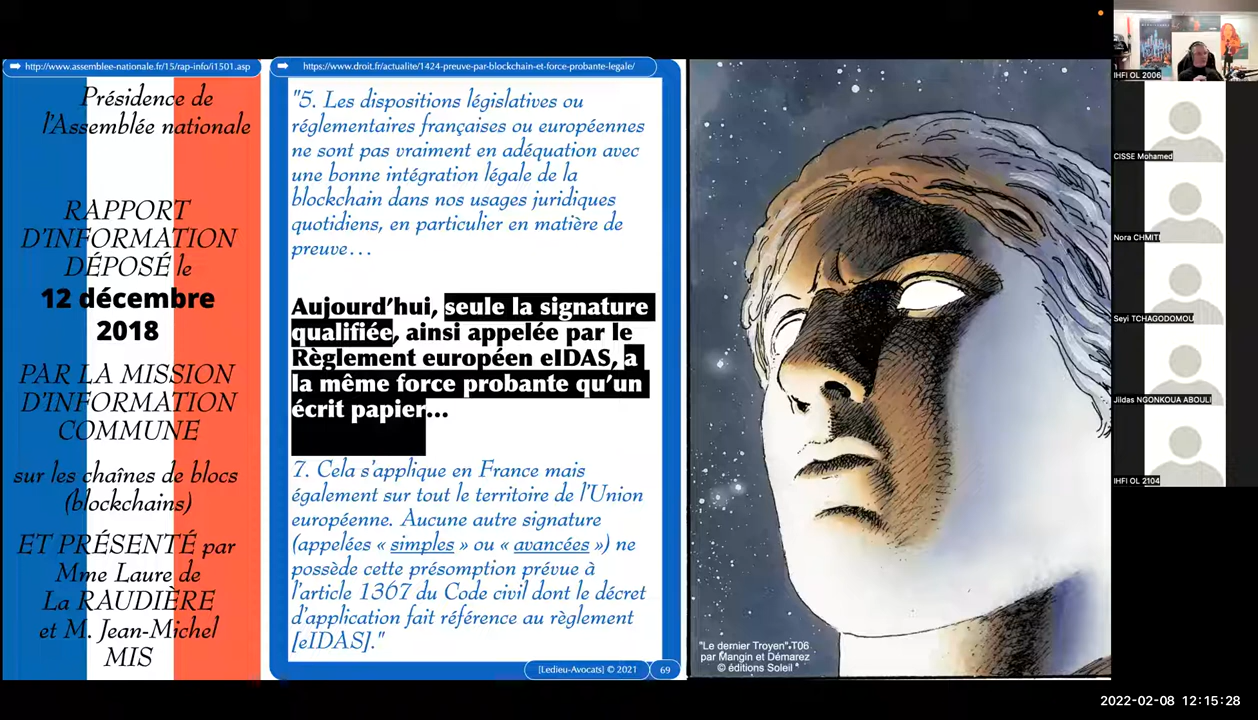 http://www.assemblee-nationale.fr/15/rap-info/i1501.asp
Présidence de
l'Assemblée nationale
RAPPORT
D'INFORMATION
DÉPOSÉ le
12 décembre
2018
PAR LA MISSION
D'INFORMATION
COMMUNE
sur les chaînes de blocs
(blockchains)
ET PRÉSENTÉ par
Mme Laure de
La RAUDIÈRE
et M. Jean-Michel
MIS
https://www.droit.fr/actualite/1424-preuve-par-blockchain-et-force-probante-legale/
"5. Les dispositions législatives ou
réglementaires françaises ou européennes
ne sont pas vraiment en adéquation avec
une bonne intégration légale de la
blockchain dans nos usages juridiques
quotidiens, en particulier en matière de
preuve…
Aujourd'hui, seule la signature
qualifiée, ainsi appelée par le
Règlement européen eIDAS, a
la même force probante qu'un
écrit papier…
7. Cela s'applique en France mais
également sur tout le territoire de l'Union
européenne. Aucune autre signature
(appelées « simples » ou « avancées ») ne
possède cette présomption prévue à
l'article 1367 du Code civil dont le décret
d'application fait référence au règlement
[eIDAS]."
[Ledieu-Avocats] © 2021
69
"Le dernier Troyen" T06
par Mangin et Démarez
© éditions Soleil
IHFI OL 2006
CISSE Mohamed
Nora CHMITI
Seyi TCHAGODOMOU
Jildas NGONKOUA ABOULI
IHFI OL 2104
2022-02-08 12:15:28